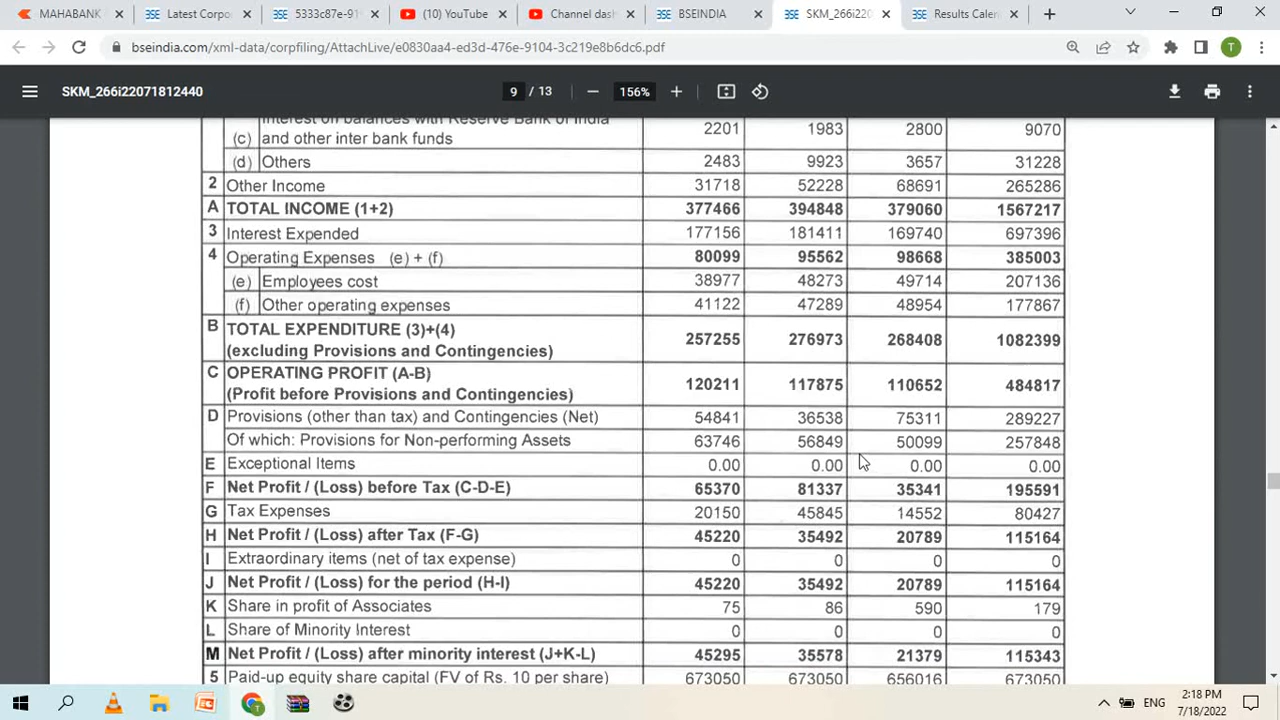 MAHABANK
Latest Corpo
5333c87e-91
(10) YouTube
Channel dash
BSEINDIA
SKM_266i220
Results Calen
bseindia.com/xml-data/corpfiling/AttachLive/e0830aa4-ed3d-476e-9104-3c219e8b6dc6.pdf
T
SKM_266i22071812440
9 / 13
156%
(c) Interest on balances with Reserve Bank of India and other inter bank funds 2201 1983 2800 9070
(d) Others 2483 9923 3657 31228
2 Other Income 31718 52228 68691 265286
A TOTAL INCOME (1+2) 377466 394848 379060 1567217
3 Interest Expended 177156 181411 169740 697396
4 Operating Expenses (e) + (f) 80099 95562 98668 385003
(e) Employees cost 38977 48273 49714 207136
(f) Other operating expenses 41122 47289 48954 177867
B TOTAL EXPENDITURE (3)+(4)
(excluding Provisions and Contingencies) 257255 276973 268408 1082399
C OPERATING PROFIT (A-B)
(Profit before Provisions and Contingencies) 120211 117875 110652 484817
D Provisions (other than tax) and Contingencies (Net) 54841 36538 75311 289227
Of which: Provisions for Non-performing Assets 63746 56849 50099 257848
E Exceptional Items 0.00 0.00 0.00 0.00
F Net Profit / (Loss) before Tax (C-D-E) 65370 81337 35341 195591
G Tax Expenses 20150 45845 14552 80427
H Net Profit / (Loss) after Tax (F-G) 45220 35492 20789 115164
I Extraordinary items (net of tax expense) 0 0 0 0
J Net Profit / (Loss) for the period (H-I) 45220 35492 20789 115164
K Share in profit of Associates 75 86 590 179
L Share of Minority Interest 0 0 0 0
M Net Profit / (Loss) after minority interest (J+K-L) 45295 35578 21379 115343
5 Paid-up equity share capital (FV of Rs. 10 per share) 673050 673050 656016 673050
ENG
2:18 PM
7/18/2022